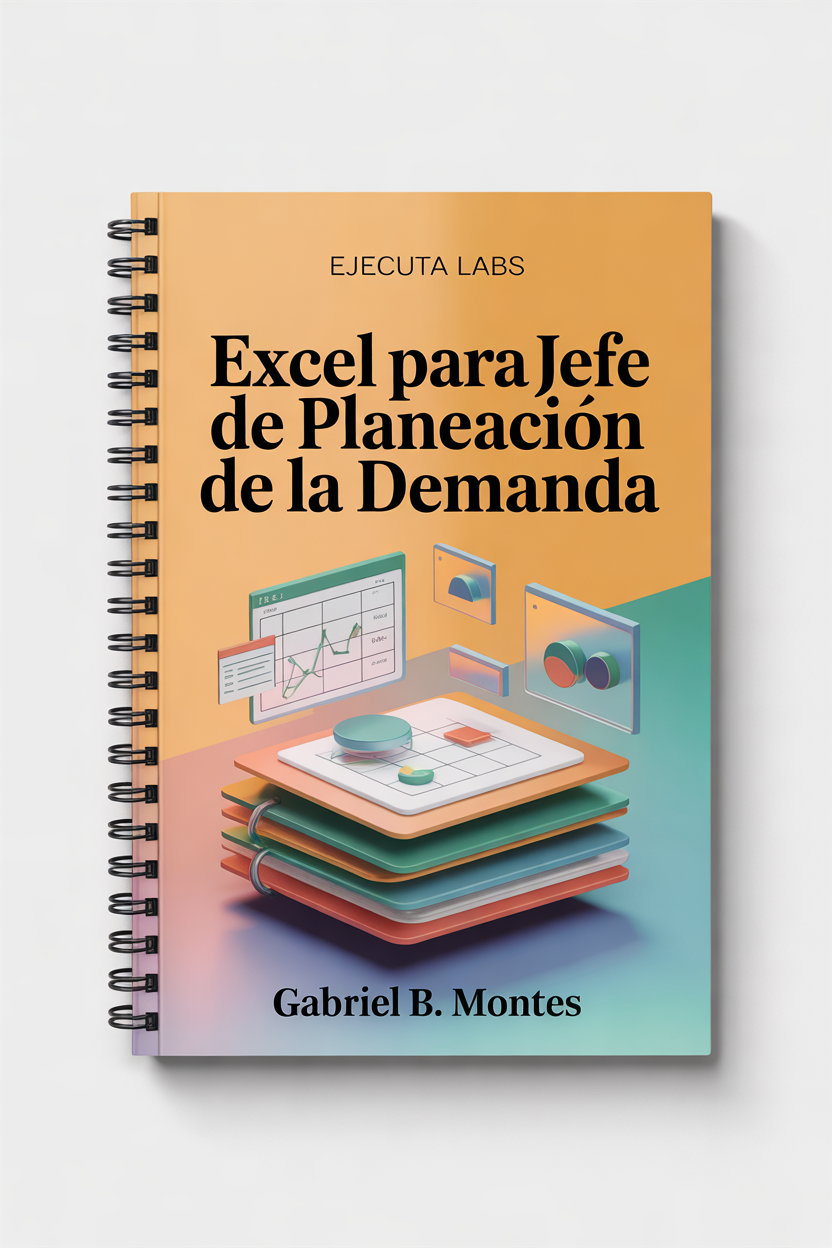 EJECUTA LABS
Excel para Jefe
de Planeación
de la Demanda
Gabriel B. Montes